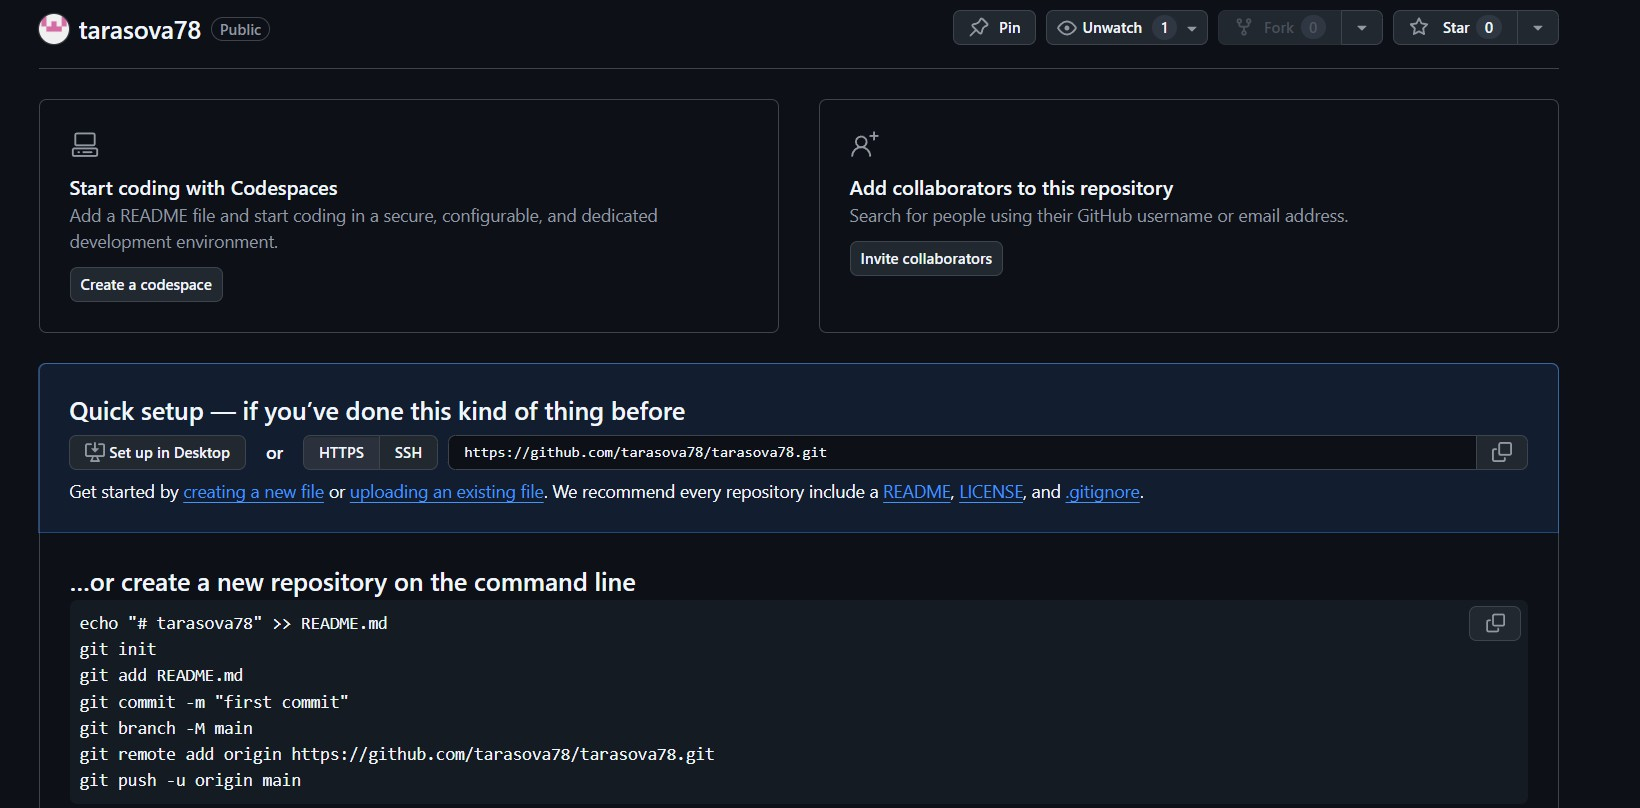 tarasova78 Public Pin Unwatch 1 Fork 0 Star 0
Start coding with Codespaces
Add a README file and start coding in a secure, configurable, and dedicated
development environment.
Create a codespace
Add collaborators to this repository
Search for people using their GitHub username or email address.
Invite collaborators
Quick setup — if you’ve done this kind of thing before
Set up in Desktop or HTTPS SSH https://github.com/tarasova78/tarasova78.git
Get started by creating a new file or uploading an existing file. We recommend every repository include a README, LICENSE, and .gitignore.
…or create a new repository on the command line
echo "# tarasova78" >> README.md
git init
git add README.md
git commit -m "first commit"
git branch -M main
git remote add origin https://github.com/tarasova78/tarasova78.git
git push -u origin main